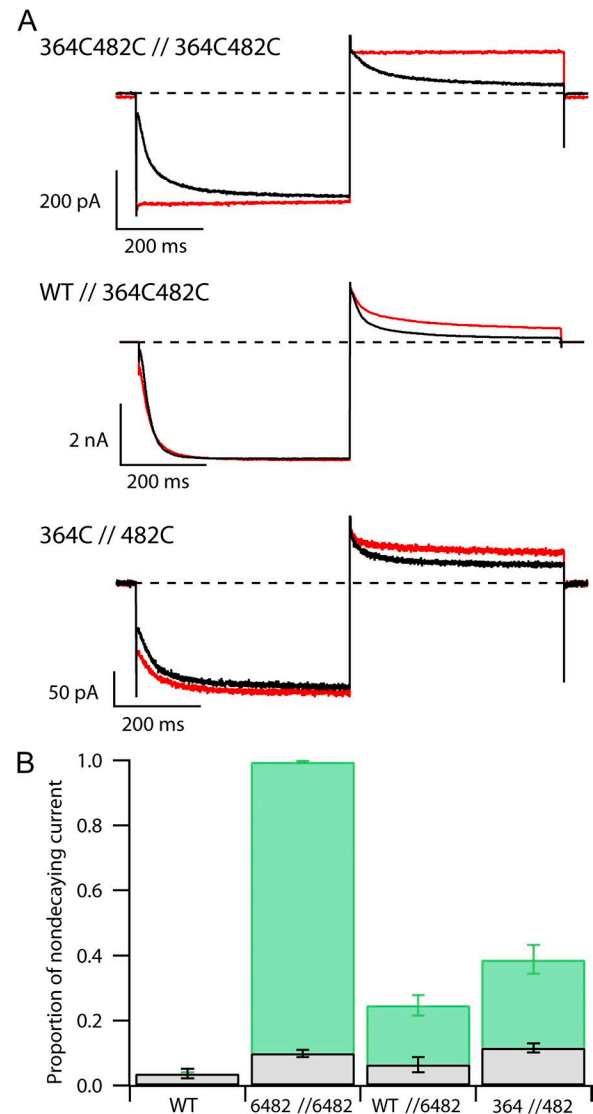 A
364C482C // 364C482C
200 pA
200 ms
WT // 364C482C
2 nA
200 ms
364C // 482C
50 pA
200 ms
B
Proportion of nondecaying current
1.0
0.8
0.6
0.4
0.2
0.0
WT 6482 //6482 WT //6482 364 //482